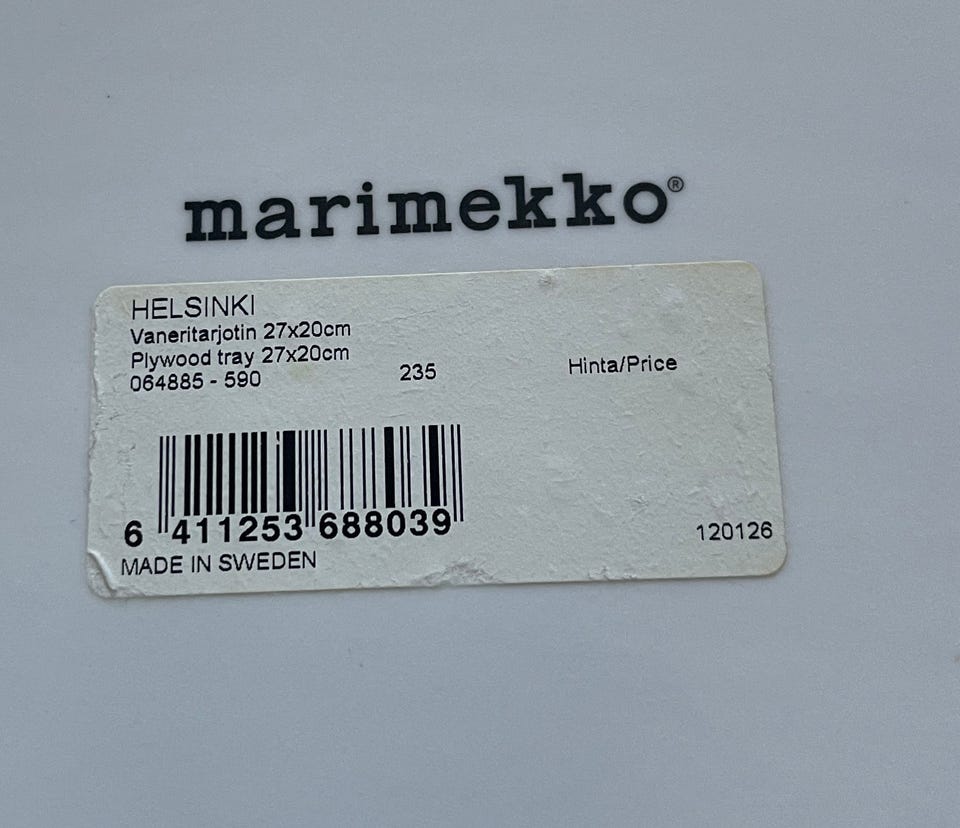 marimekko®
HELSINKI
Vaneritarjotin 27x20cm
Plywood tray 27x20cm
064885 - 590 235 Hinta/Price
6 411253 688039
120126
MADE IN SWEDEN